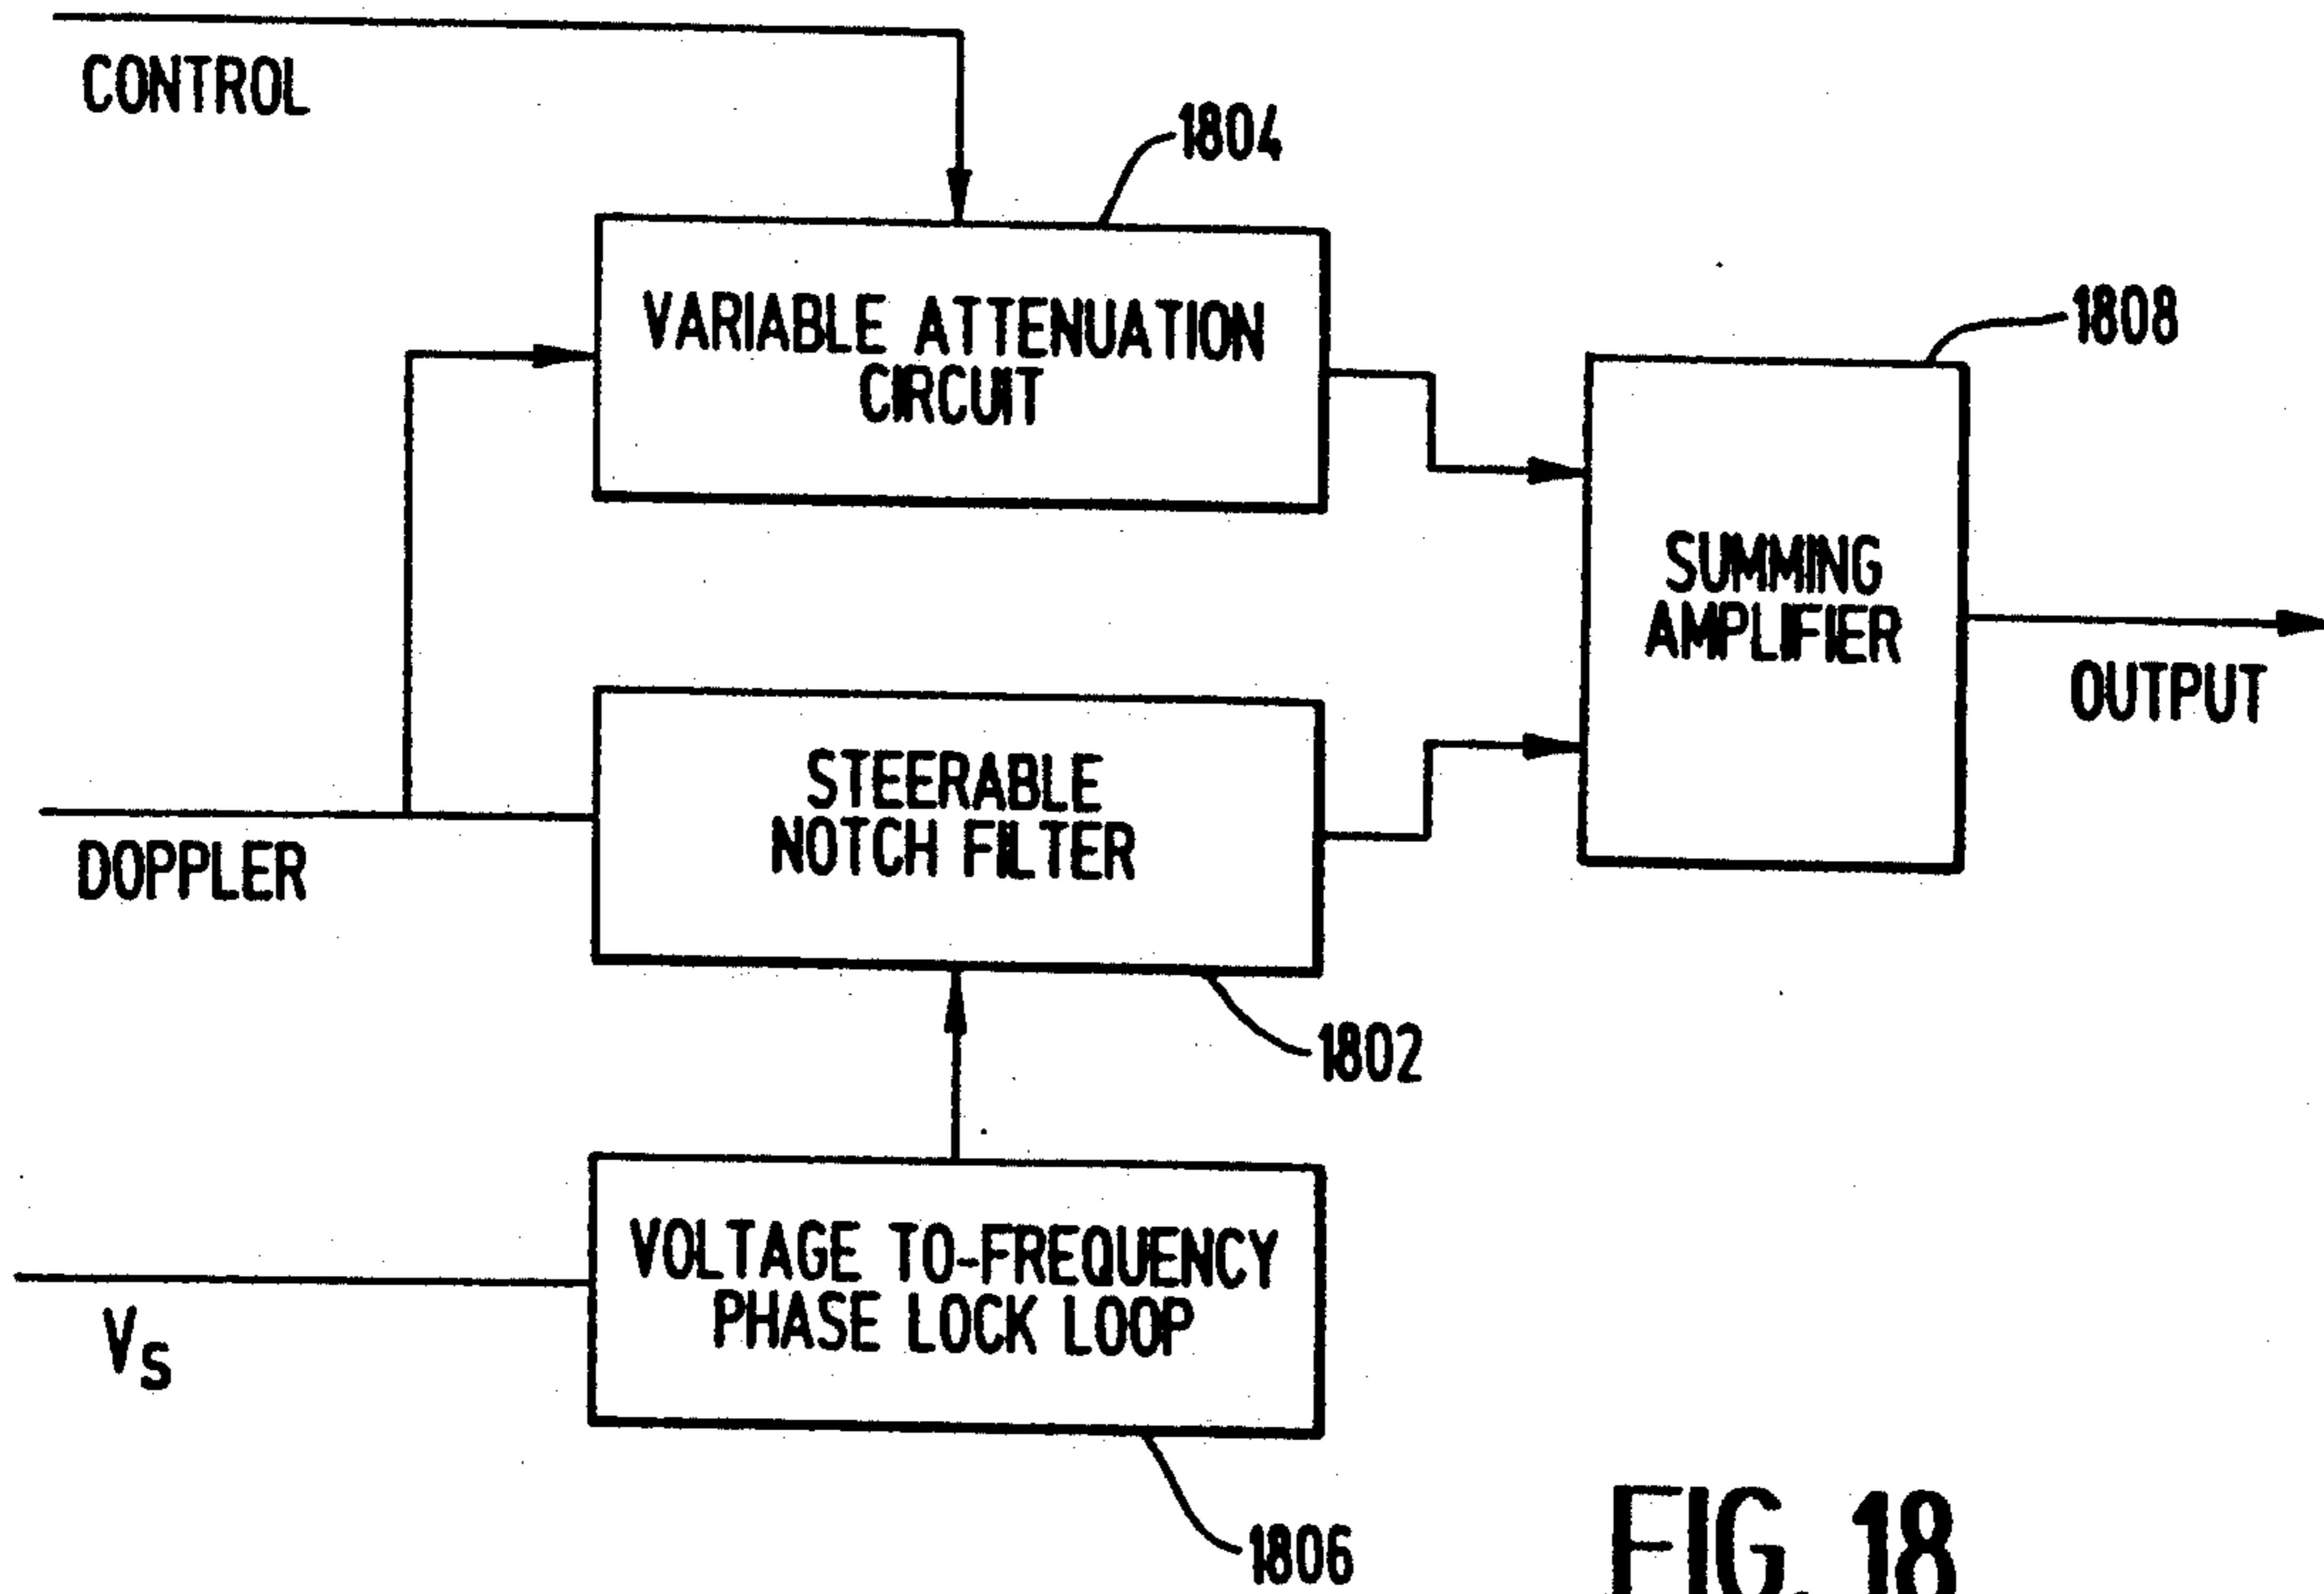 CONTROL
1804
VARIABLE ATTENUATION
CIRCUIT
1808
SUMMING
AMPLIFIER
OUTPUT
STEERABLE
NOTCH FILTER
DOPPLER
1802
VOLTAGE TO-FREQUENCY
PHASE LOCK LOOP
VS
1806
FIG. 18